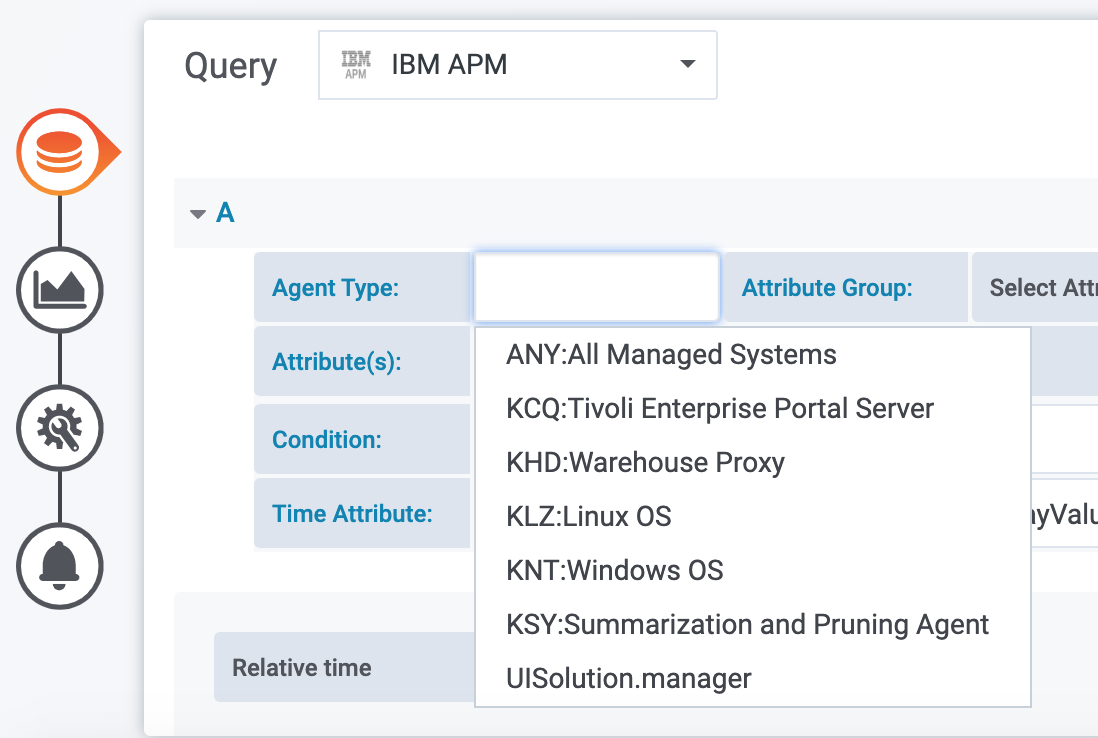 Query
IBM APM
IBM APM
A
Agent Type:
Attribute Group:
Select Attr
Attribute(s):
Condition:
Time Attribute:
ANY:All Managed Systems
KCQ:Tivoli Enterprise Portal Server
KHD:Warehouse Proxy
KLZ:Linux OS
KNT:Windows OS
KSY:Summarization and Pruning Agent
UISolution.manager
Relative time